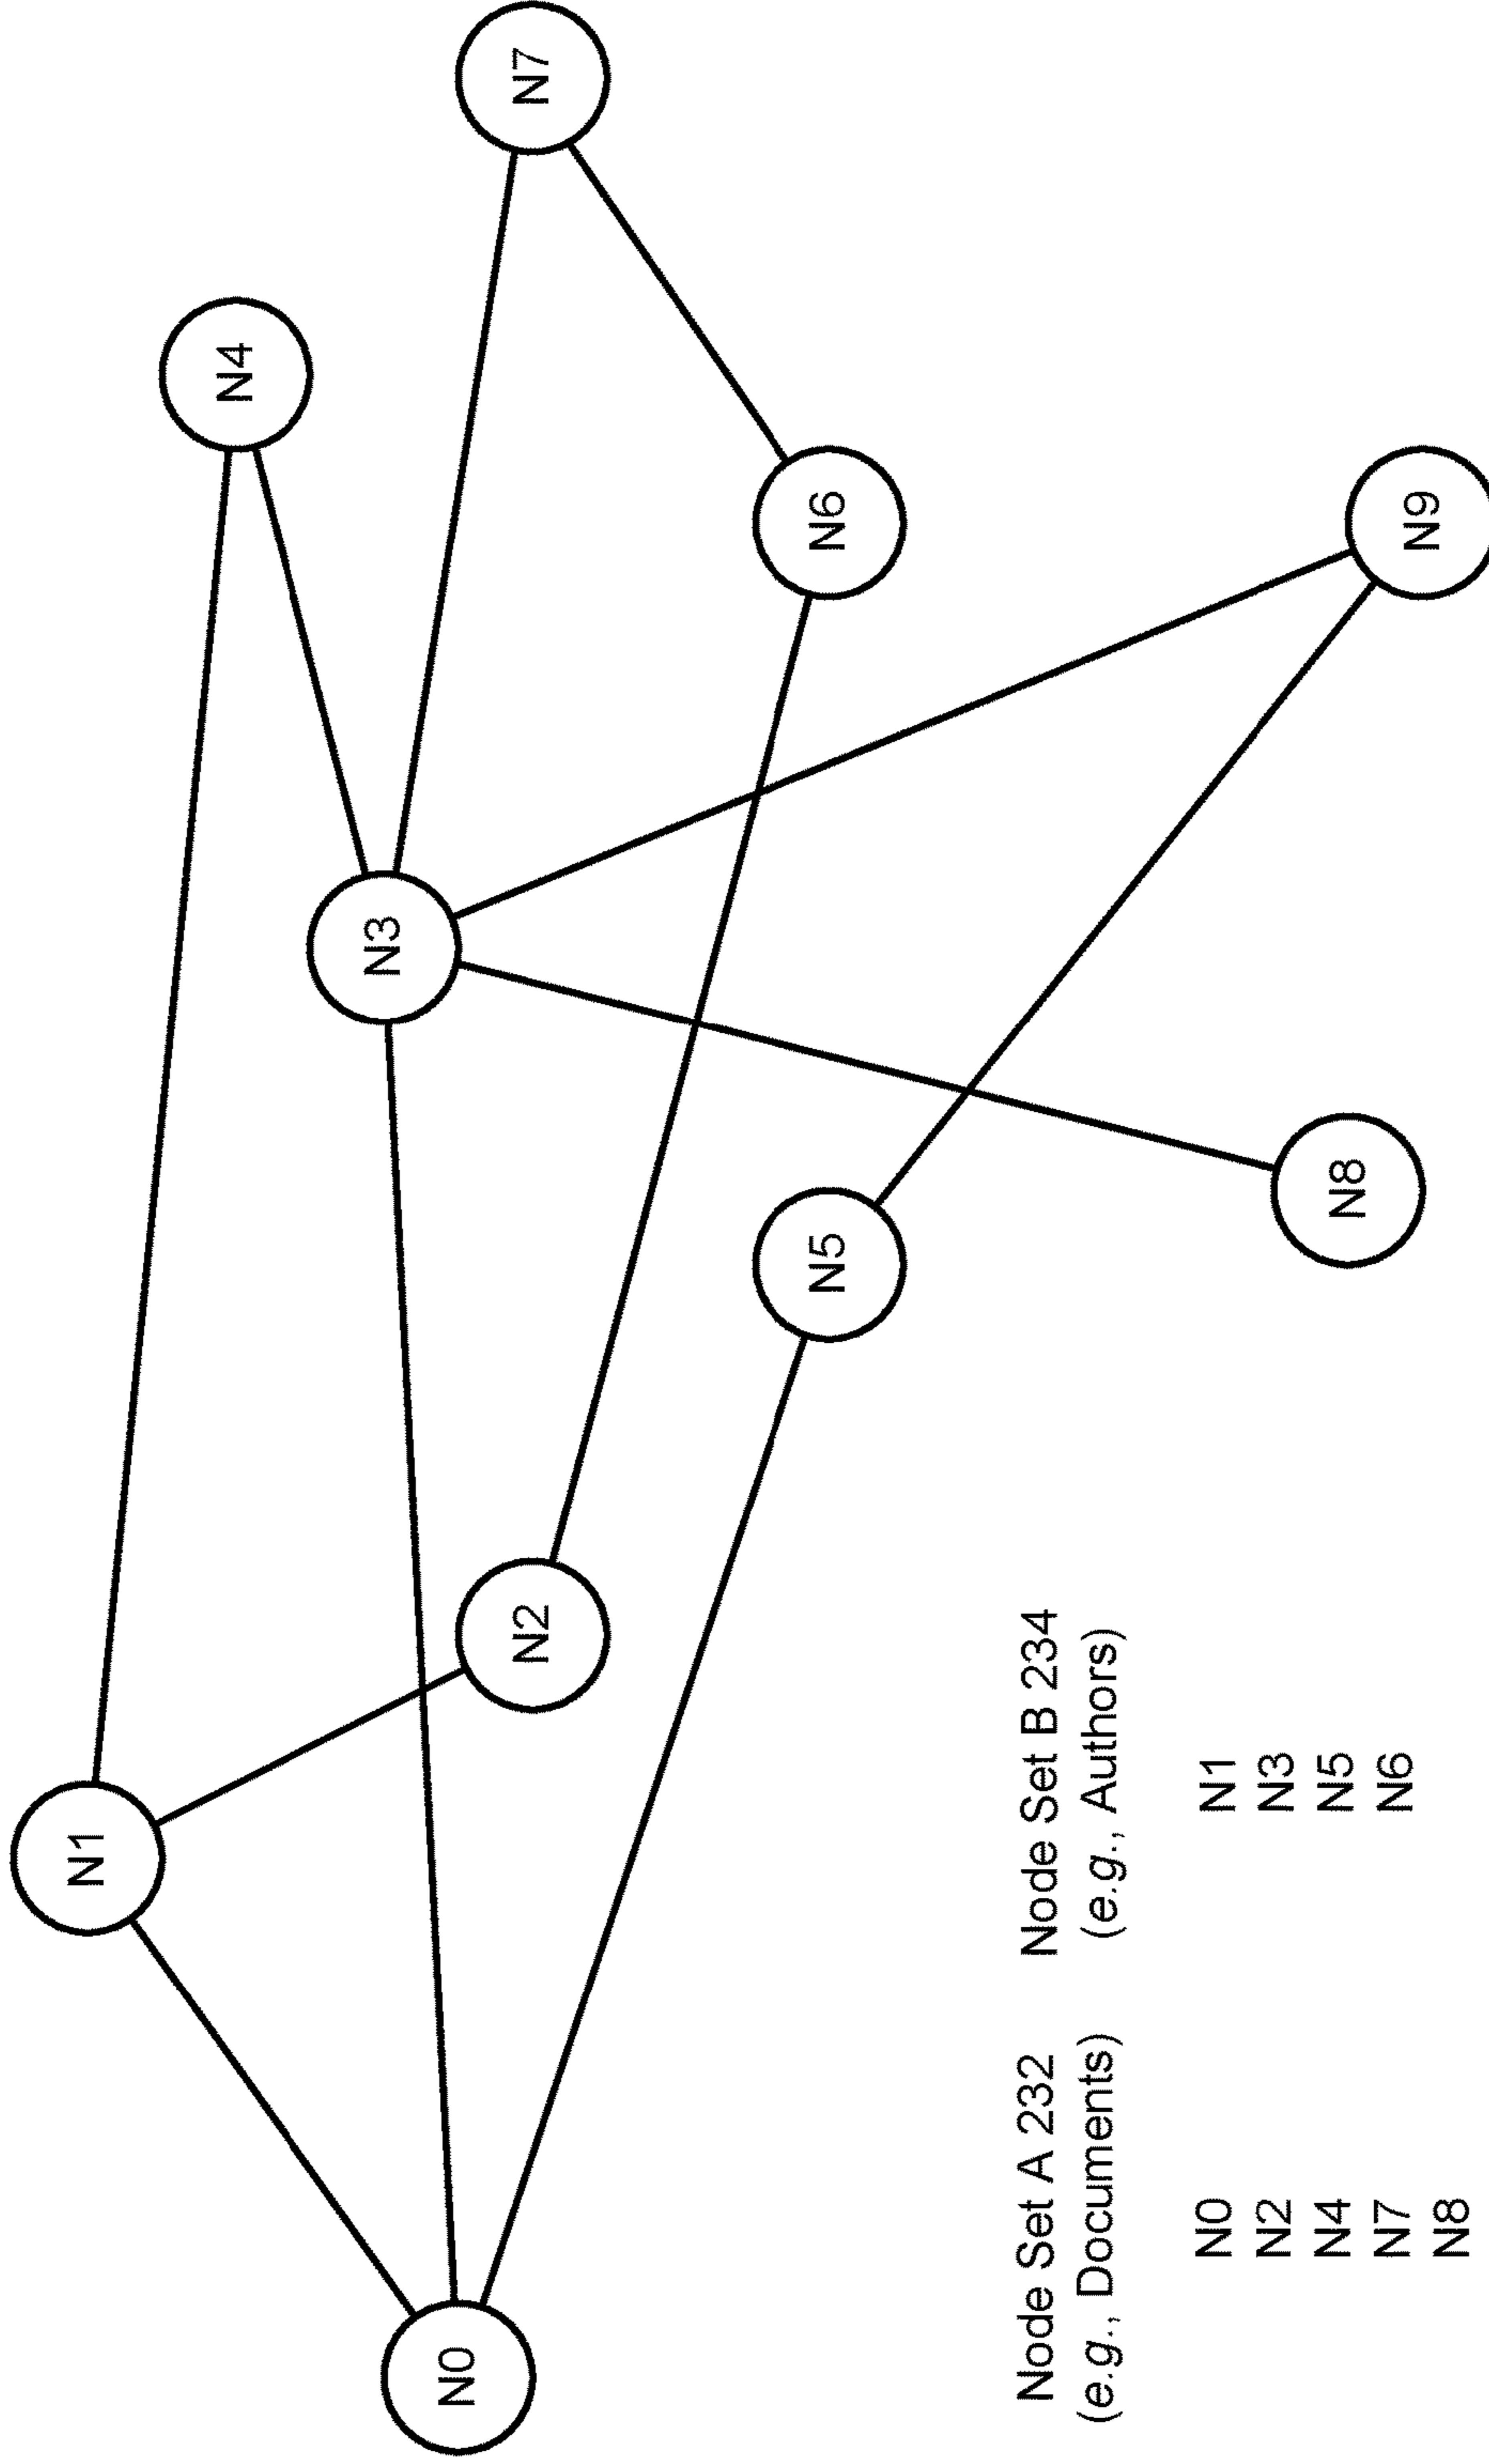 N1
N4
N3
N0
N2
N7
N5
N6
Node Set A 232
(e.g., Documents)
N0
N2
N4
N7
N8
Node Set B 234
(e.g., Authors)
N1
N3
N5
N6
N8
N9